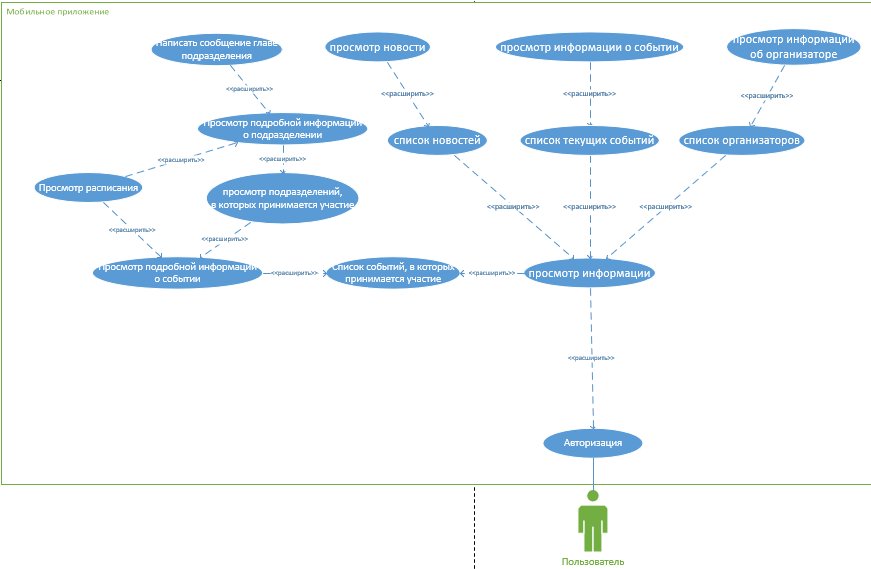 Мобильное приложение
Написать сообщение главе
подразделения
просмотр новости
просмотр информации о событии
просмотр информации
об организаторе
<<расширить>>
<<расширить>>
<<расширить>>
<<расширить>>
Просмотр подробной информации
о подразделении
список новостей
список текущих событий
список организаторов
<<расширить>>
<<расширить>>
Просмотр расписания
просмотр подразделений,
в которых принимается участие
<<расширить>>
<<расширить>>
<<расширить>>
<<расширить>>
<<расширить>>
Просмотр подробной информации
о событии
<<расширить>>
Список событий, в которых
принимается участие
<<расширить>>
просмотр информации
<<расширить>>
Авторизация
Пользователь